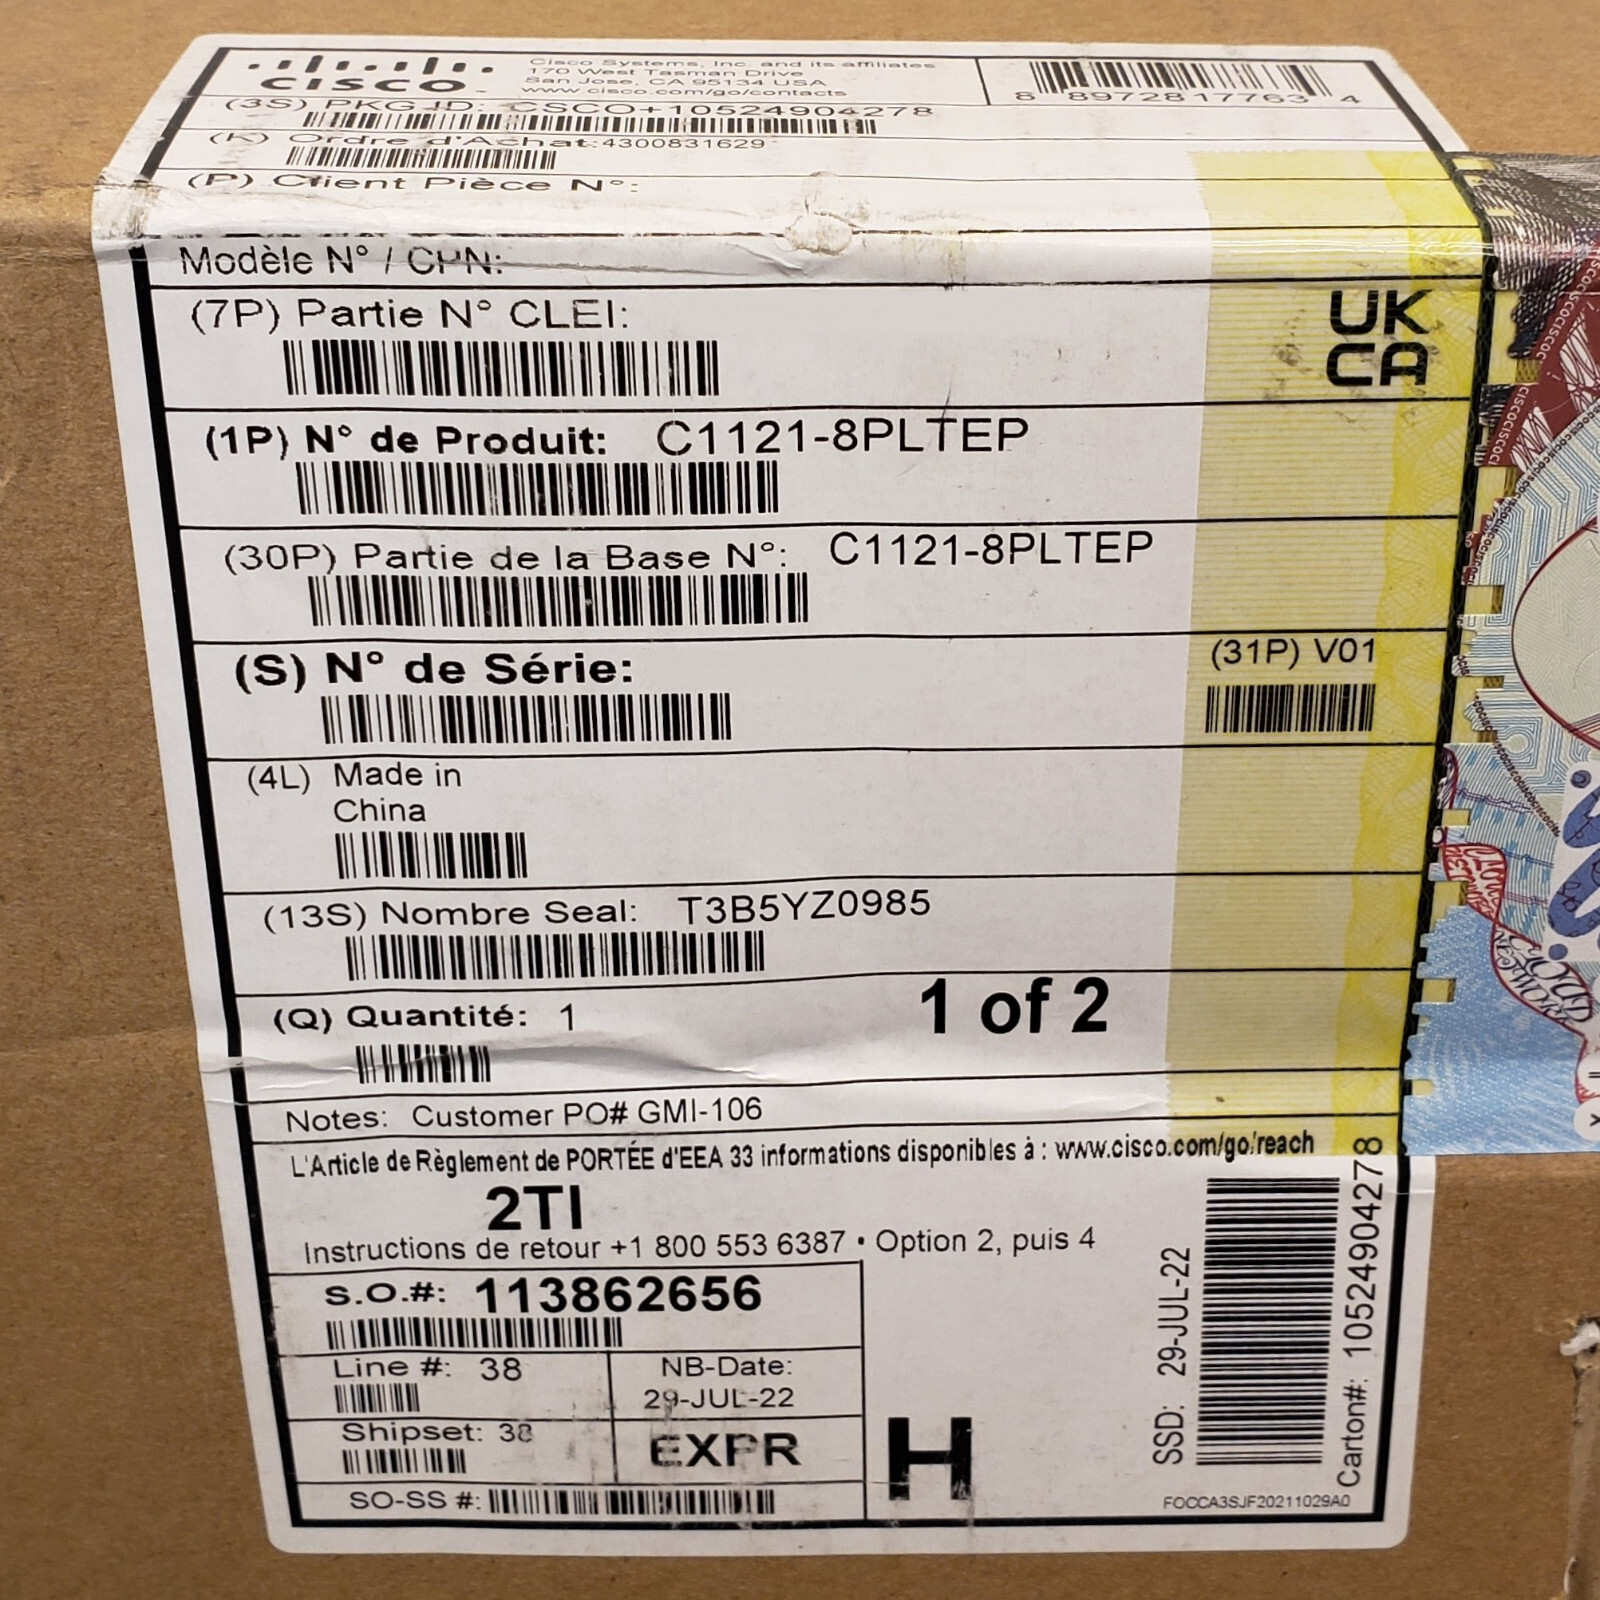 CISCO
Cisco Systems, Inc. and its affiliates
170 West Tasman Drive
San Jose, CA 95134 USA
www.cisco.com/go/contacts
8 89728 17763 4
(3S) PKG ID: CSCO+10524904278
(K) Ordre d'Achat:4300831629
(P) Client Pièce N°:
Modèle N° / CPN:
(7P) Partie N° CLEI:
UK
CA
(1P) N° de Produit: C1121-8PLTEP
(30P) Partie de la Base N°: C1121-8PLTEP
(S) N° de Série:
(31P) V01
(4L) Made in
China
(13S) Nombre Seal: T3B5YZ0985
(Q) Quantité: 1
1 of 2
Notes: Customer PO# GMI-106
L'Article de Règlement de PORTÉE d'EEA 33 informations disponibles à : www.cisco.com/go/reach
2TI
Instructions de retour +1 800 553 6387 • Option 2, puis 4
S.O.#: 113862656
Line #: 38
NB-Date:
29-JUL-22
Shipset: 38
EXPR
SO-SS #:
H
SSD: 29-JUL-22
Carton#: 10524904278
FOCCA3SJF20211029A0